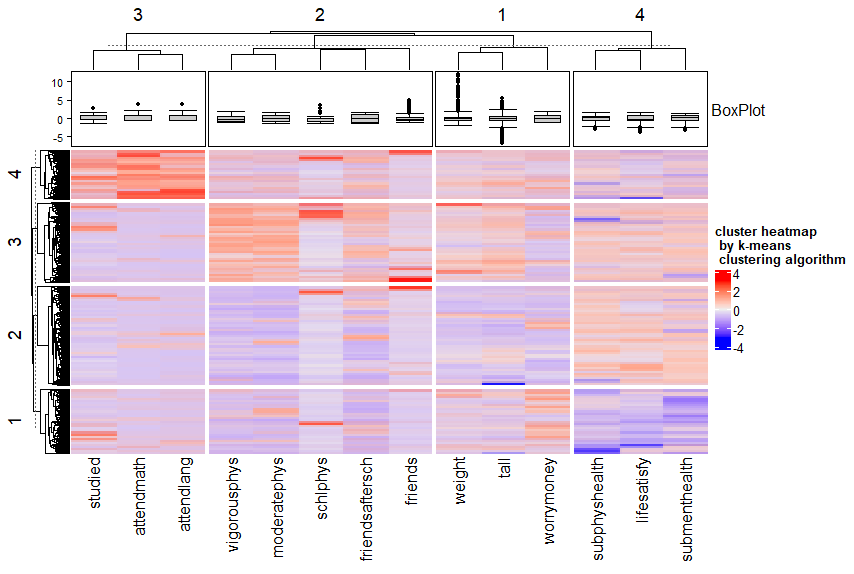 3 2 1 4
10
5
0
-5
BoxPlot
4
3
2
1
cluster heatmap
by k-means
clustering algorithm
4
2
0
-2
-4
studied
attendmath
attendlang
vigorousphys
moderatephys
schlphys
friendsaftersch
friends
weight
tall
worrymoney
subphyshealth
lifesatisfy
submenthealth